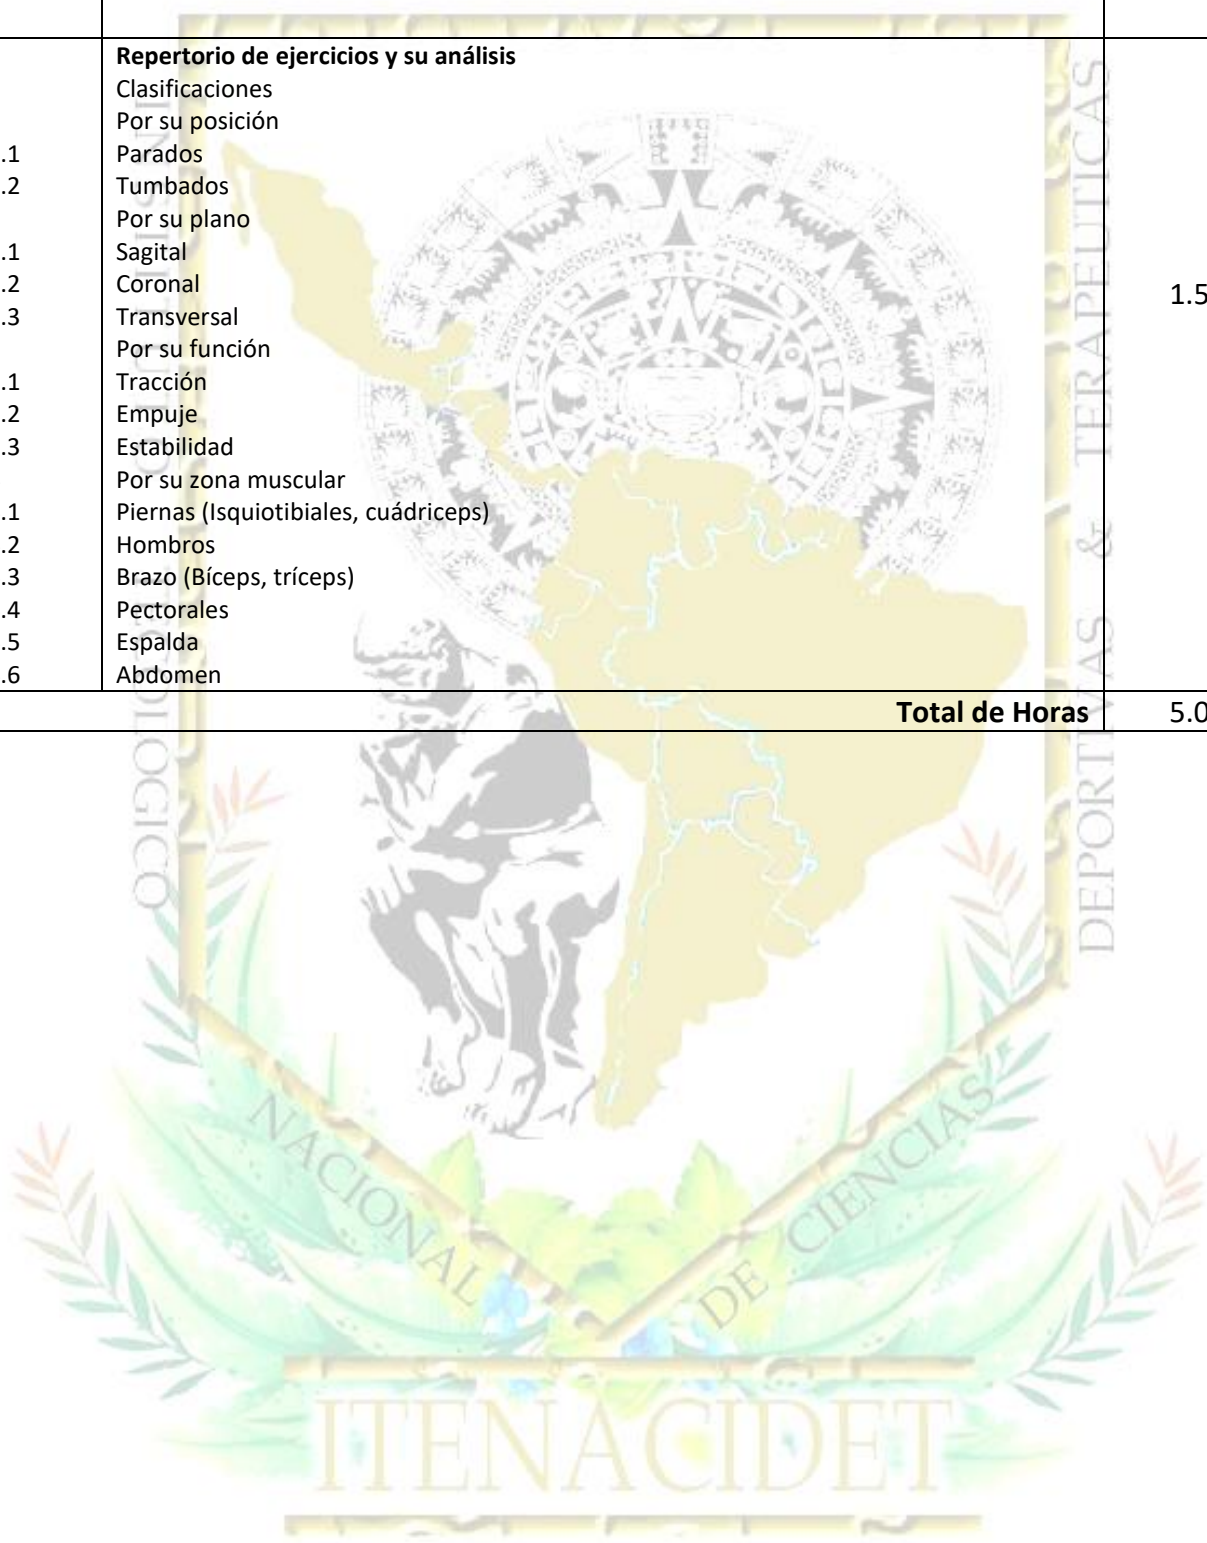 Repertorio de ejercicios y su análisis
Clasificaciones
Por su posición
.1 Parados
.2 Tumbados
Por su plano
.1 Sagital
.2 Coronal
.3 Transversal
1.5
Por su función
.1 Tracción
.2 Empuje
.3 Estabilidad
Por su zona muscular
.1 Piernas (Isquiotibiales, cuádriceps)
.2 Hombros
.3 Brazo (Bíceps, tríceps)
.4 Pectorales
.5 Espalda
.6 Abdomen
Total de Horas 5.0
INSTITUTO TECNOLOGICO
NACIONAL
DE
CIENCIAS
DEPORTIVAS & TERAPEUTICAS
ITENACIDET